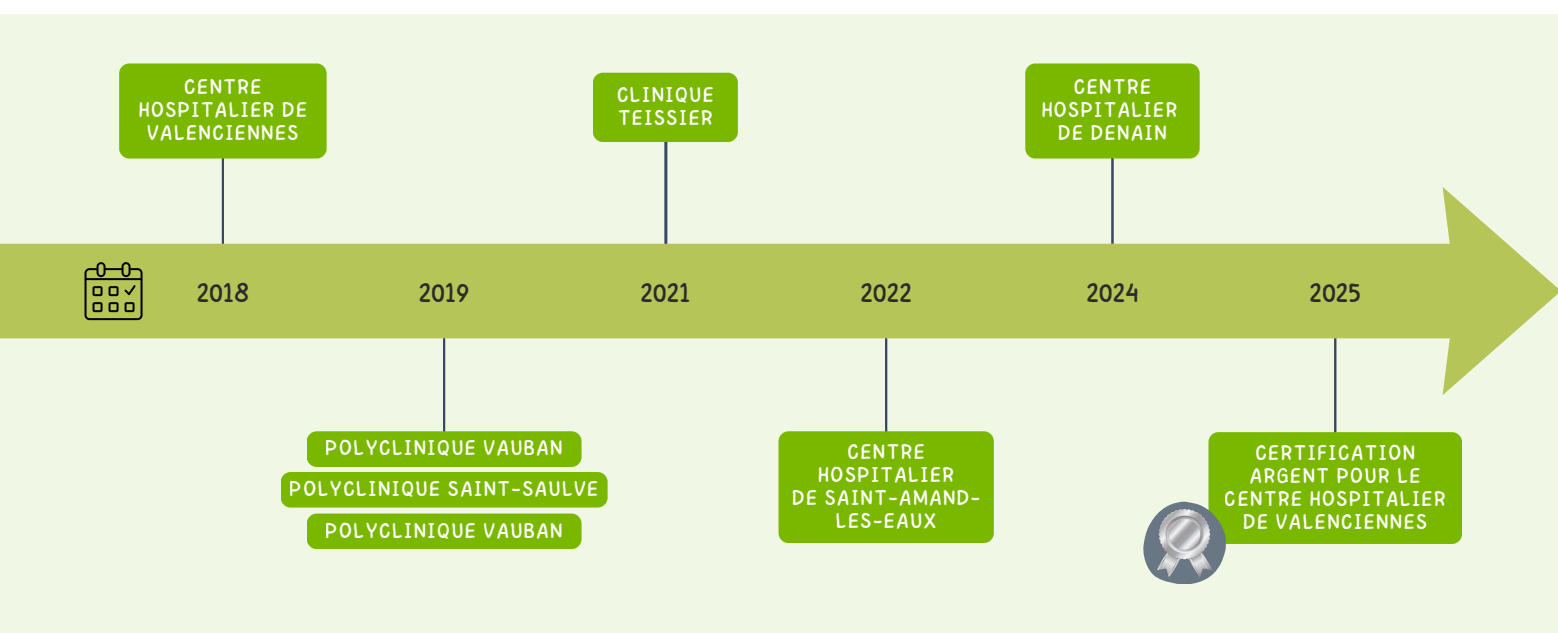 CENTRE
HOSPITALIER DE
VALENCIENNES
CLINIQUE
TEISSIER
CENTRE
HOSPITALIER
DE DENAIN
2018
2019
2021
2022
2024
2025
POLYCLINIQUE VAUBAN
POLYCLINIQUE SAINT-SAULVE
POLYCLINIQUE VAUBAN
CENTRE
HOSPITALIER
DE SAINT-AMAND-
LES-EAUX
CERTIFICATION
ARGENT POUR LE
CENTRE HOSPITALIER
DE VALENCIENNES